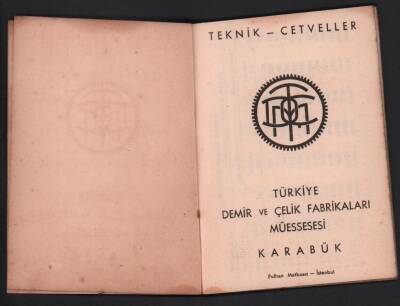 TEKNİK — CETVELLER
TÜRKİYE
DEMİR VE ÇELİK FABRİKALARI
MÜESSESESİ
KARABÜK
Pulhan Matbaası — İstanbul